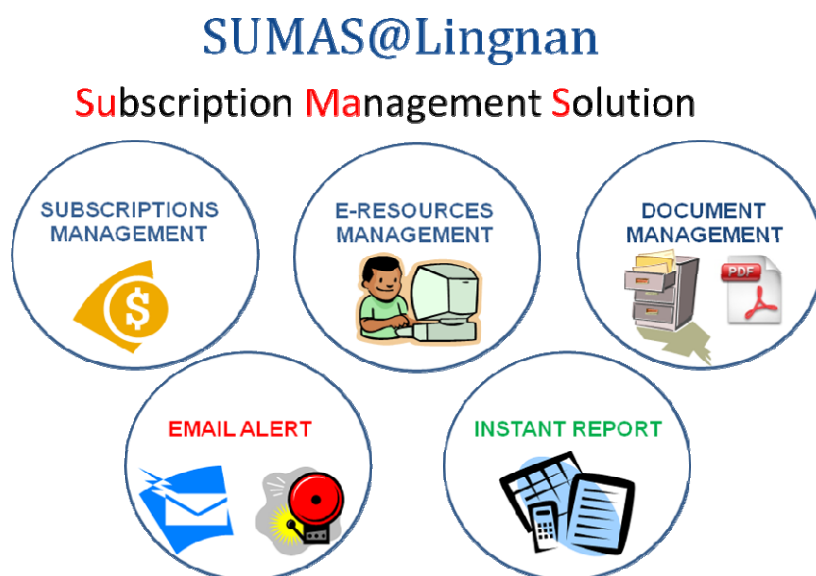 SUMAS@Lingnan
Subscription Management Solution
SUBSCRIPTIONS
MANAGEMENT
E-RESOURCES
MANAGEMENT
DOCUMENT
MANAGEMENT
$
PDF
EMAIL ALERT
INSTANT REPORT